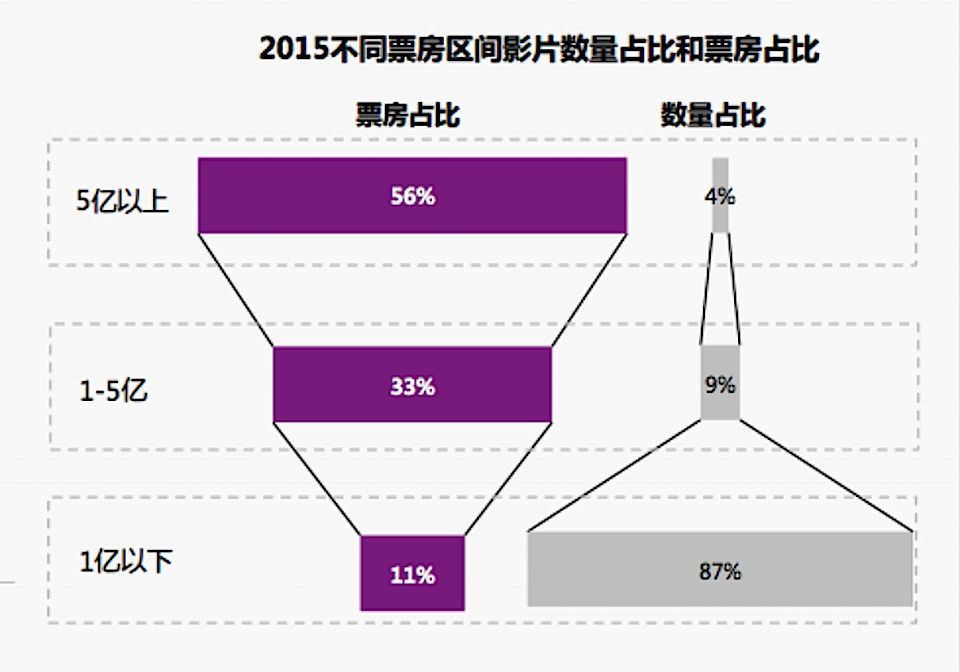 2015不同票房区间影片数量占比和票房占比
票房占比 数量占比
5亿以上 56% 4%
1-5亿 33% 9%
1亿以下 11% 87%